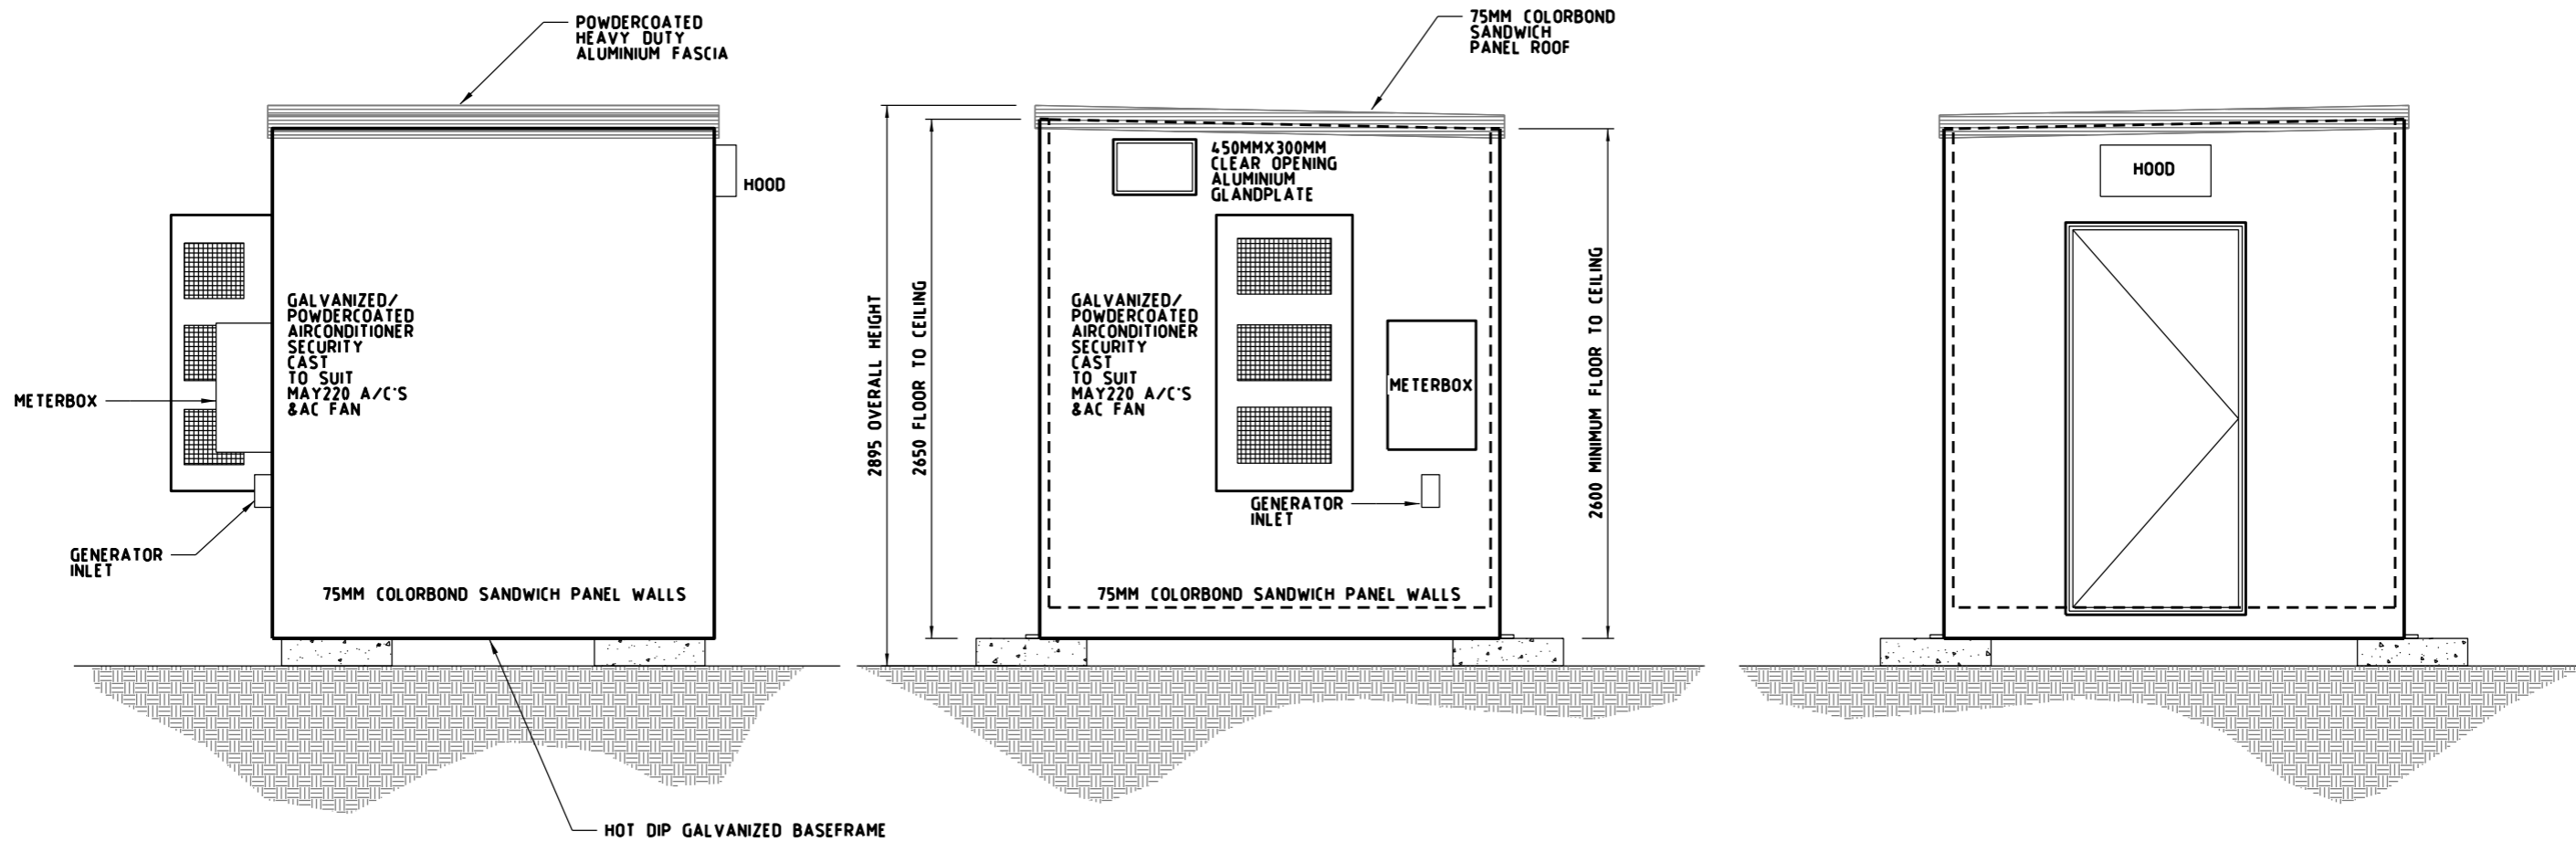 POWDERCOATED
HEAVY DUTY
ALUMINIUM FASCIA
HOOD
GALVANIZED/
POWDERCOATED
AIRCONDITIONER
SECURITY
CAST
TO SUIT
MAY220 A/C'S
&AC FAN
METERBOX
GENERATOR
INLET
75MM COLORBOND SANDWICH PANEL WALLS
HOT DIP GALVANIZED BASEFRAME
75MM COLORBOND
SANDWICH
PANEL ROOF
2895 OVERALL HEIGHT
2650 FLOOR TO CEILING
450MMX300MM
CLEAR OPENING
ALUMINIUM
GLANDPLATE
GALVANIZED/
POWDERCOATED
AIRCONDITIONER
SECURITY
CAST
TO SUIT
MAY220 A/C'S
&AC FAN
METERBOX
GENERATOR
INLET
75MM COLORBOND SANDWICH PANEL WALLS
2600 MINIMUM FLOOR TO CEILING
HOOD